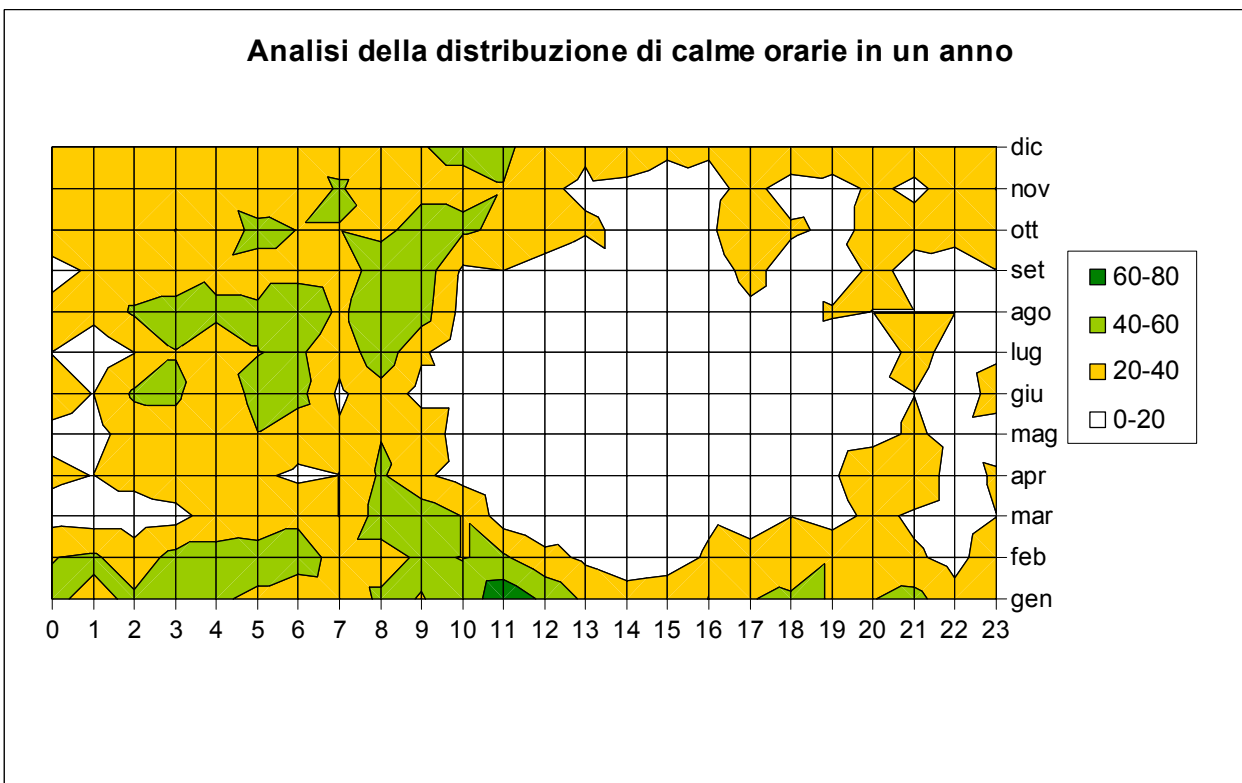 Analisi della distribuzione di calme orarie in un anno
dic
nov
ott
set
ago
lug
giu
mag
apr
mar
feb
gen
60-80
40-60
20-40
0-20
0 1 2 3 4 5 6 7 8 9 10 11 12 13 14 15 16 17 18 19 20 21 22 23